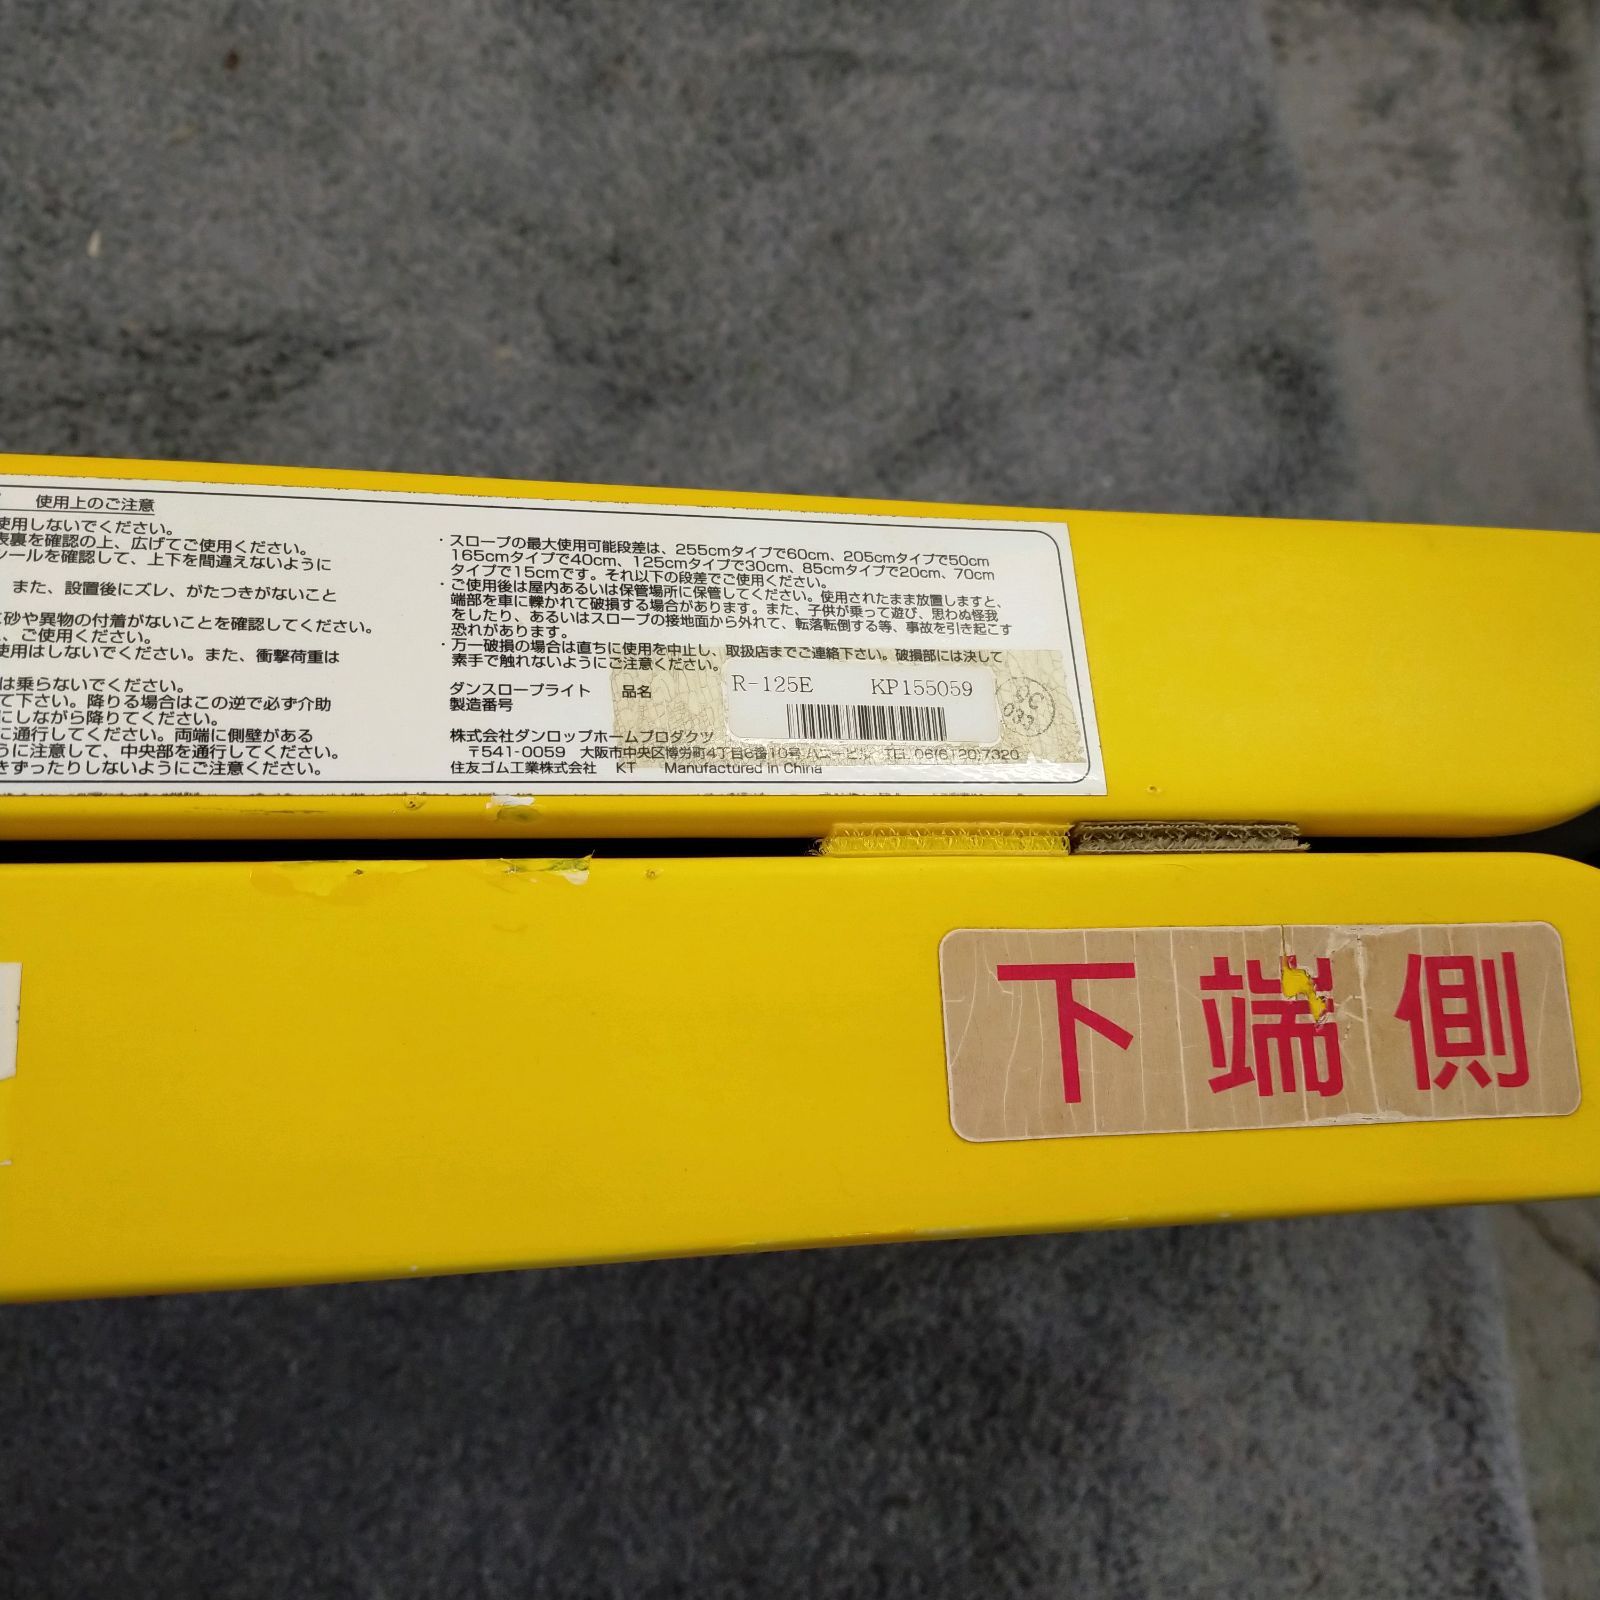 使用上のご注意
使用しないでください。
表裏を確認の上、広げてご使用ください。
シールを確認して、上下を間違えないように
また、設置後にズレ、がたつきがないこと
砂や異物の付着がないことを確認してください。
、ご使用ください。
使用はしないでください。また、衝撃荷重は
は乗らないでください。
て下さい。降りる場合はこの逆で必ず介助
にしながら降りてください。
に通行してください。両端に側壁がある
うに注意して、中央部を通行してください。
きずったりしないようにご注意ください。
・スロープの最大使用可能段差は、255cmタイプで60cm、205cmタイプで50cm
165cmタイプで40cm、125cmタイプで30cm、85cmタイプで20cm、70cm
タイプで15cmです。それ以下の段差でご使用ください。
・ご使用後は屋内あるいは保管場所に保管してください。使用されたまま放置しますと、
端部を車に轢かれて破損する場合があります。また、子供が乗って遊び、思わぬ怪我
をしたり、あるいはスロープの接地面から外れて、転落転倒する等、事故を引き起こす
恐れがあります。
・万一破損の場合は直ちに使用を中止し、取扱店までご連絡下さい。破損部には決して
素手で触れないようにご注意ください。
ダンスロープライト 品名 R-125E KP155059
製造番号
株式会社ダンロップホームプロダクツ
〒541-0059 大阪市中央区博労町4丁目6番10号 ハニービル TEL 06(6120)7320
住友ゴム工業株式会社 KT Manufactured in China
下端側